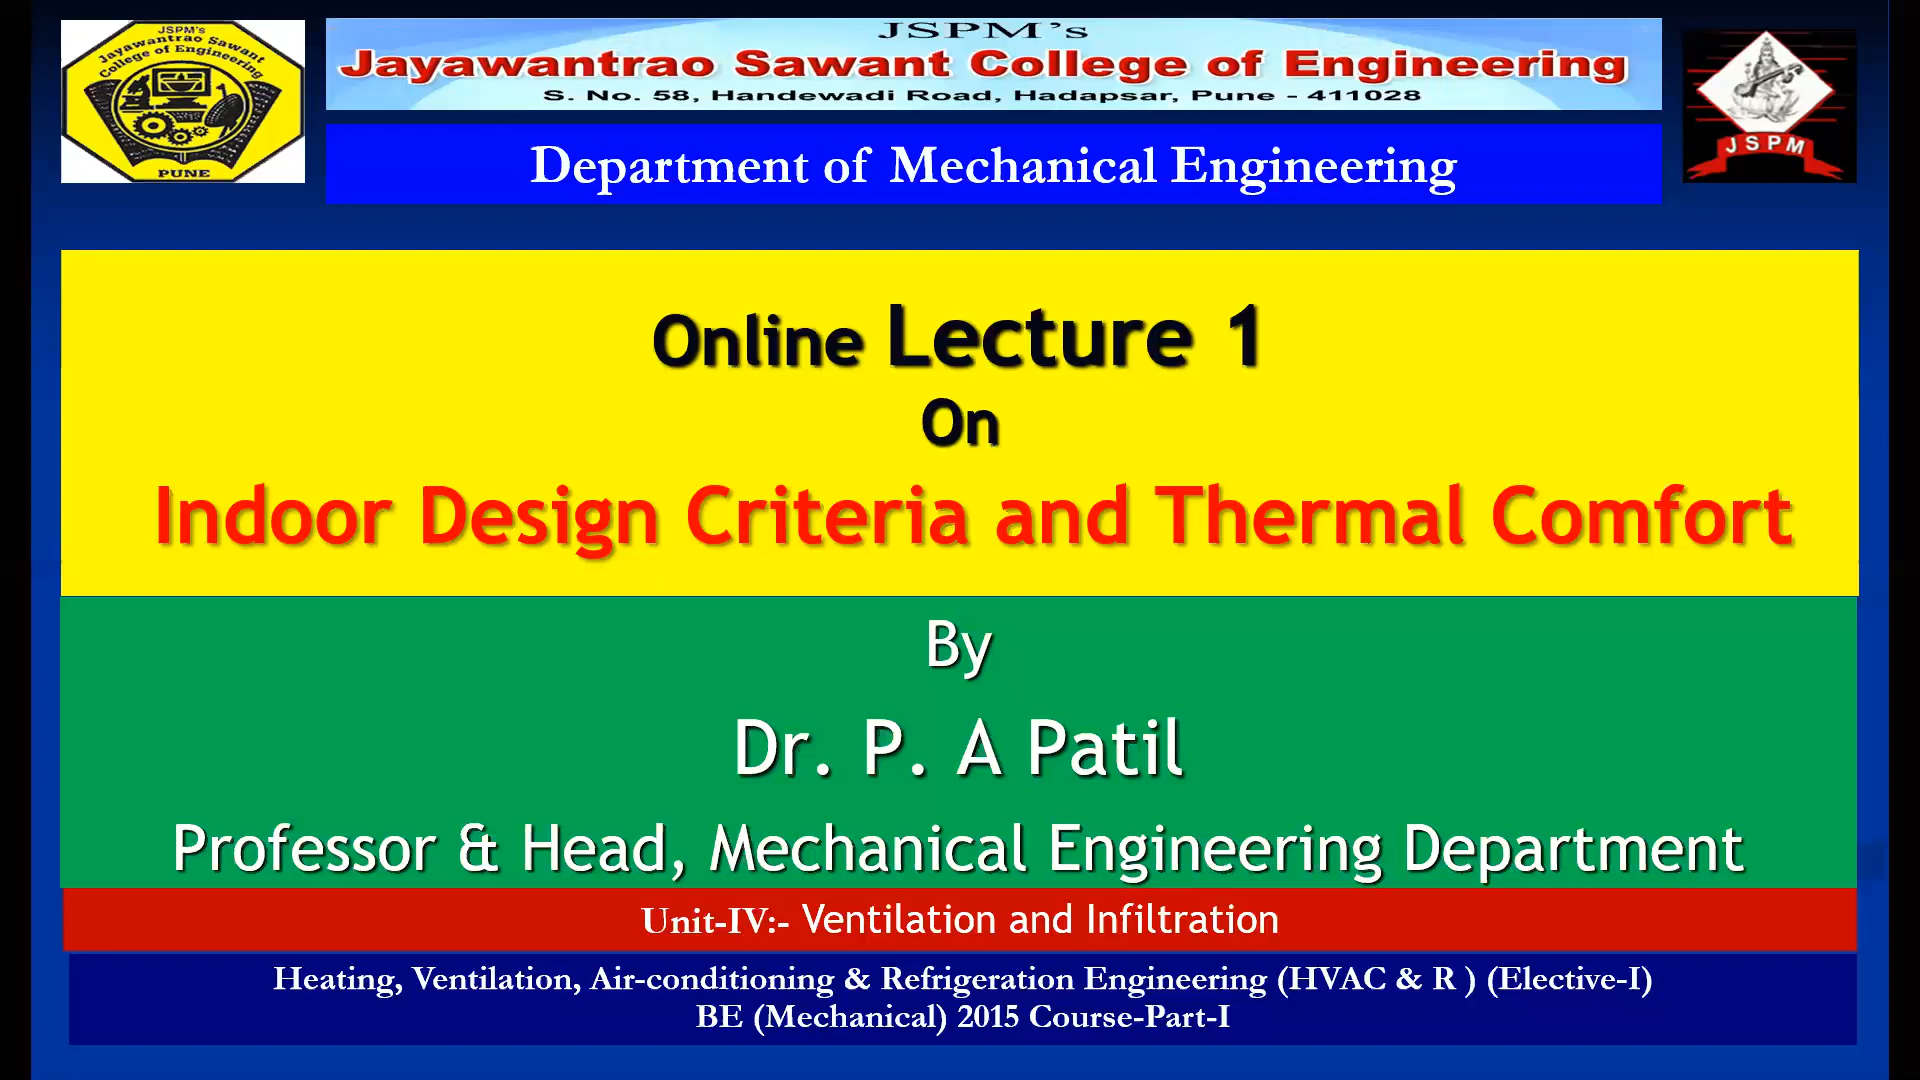 JSPM's
Jayawantrao Sawant
College of Engineering
PUNE
JSPM's
Jayawantrao Sawant College of Engineering
S. No. 58, Handewadi Road, Hadapsar, Pune - 411028
Department of Mechanical Engineering
JSPM
Online Lecture 1
On
Indoor Design Criteria and Thermal Comfort
By
Dr. P. A Patil
Professor & Head, Mechanical Engineering Department
Unit-IV:- Ventilation and Infiltration
Heating, Ventilation, Air-conditioning & Refrigeration Engineering (HVAC & R ) (Elective-I)
BE (Mechanical) 2015 Course-Part-I